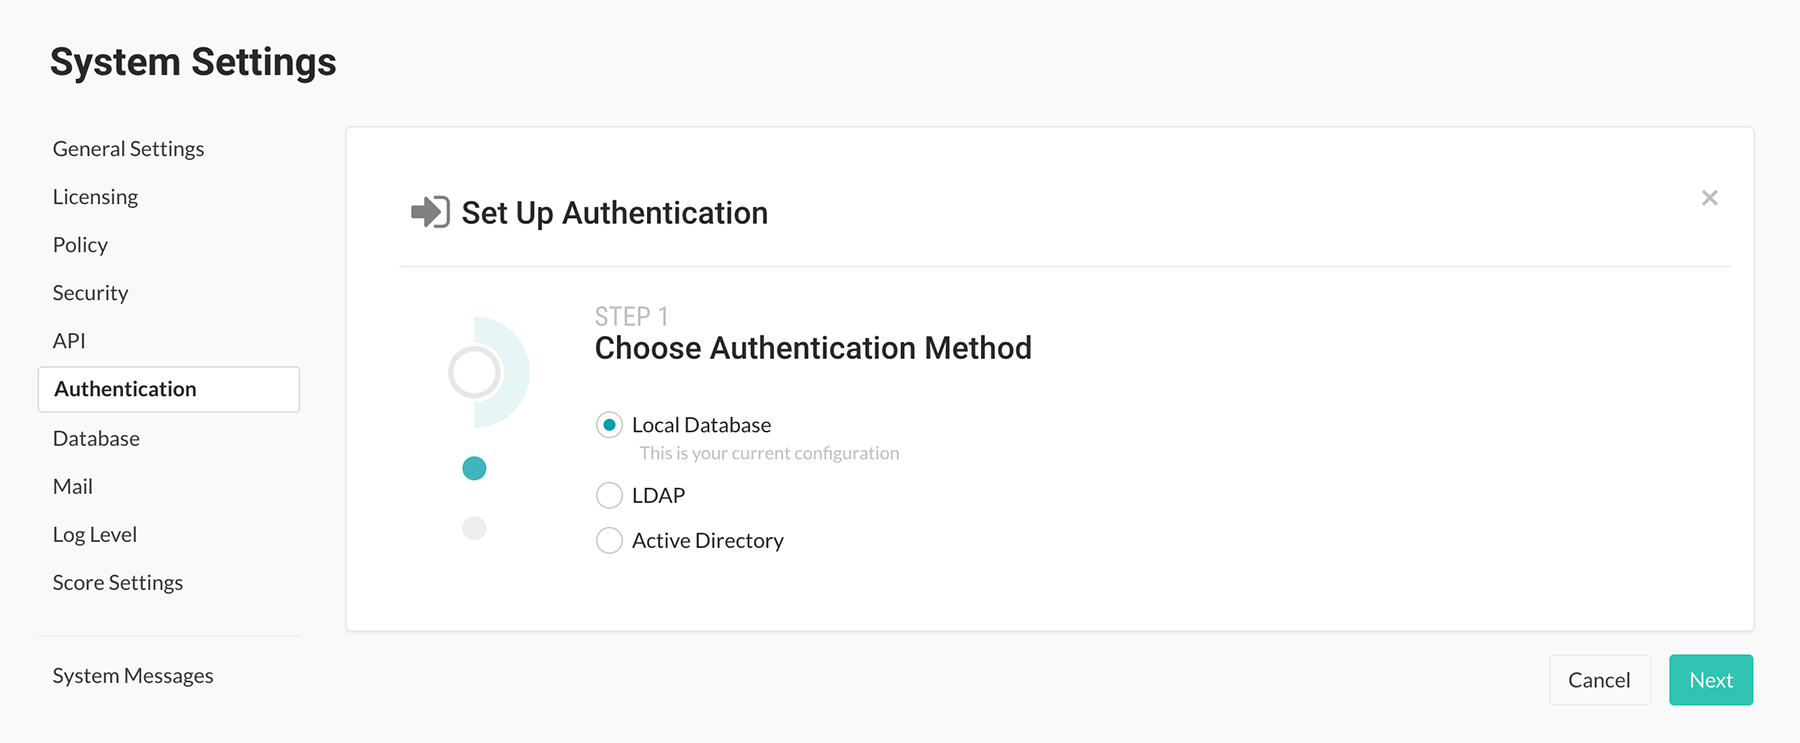 System Settings
General Settings
Licensing
Policy
Security
API
Authentication
Database
Mail
Log Level
Score Settings
System Messages
Set Up Authentication
×
STEP 1
Choose Authentication Method
Local Database
This is your current configuration
LDAP
Active Directory
Cancel
Next